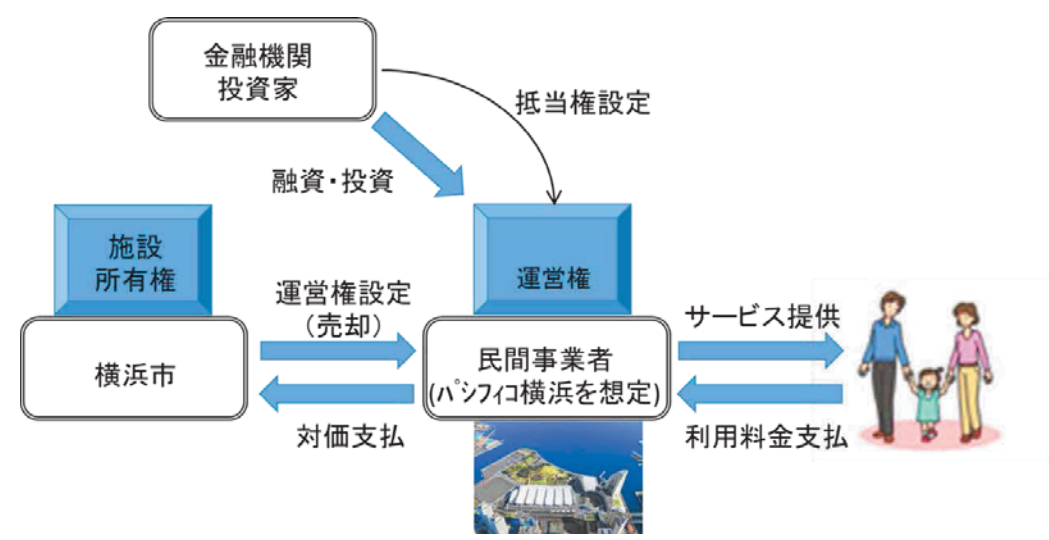 金融機関
投資家
抵当権設定
融資・投資
施設
所有権
運営権
運営権設定
（売却）
サービス提供
横浜市
民間事業者
(ﾊﾟｼﾌｨｺ横浜を想定)
対価支払
利用料金支払